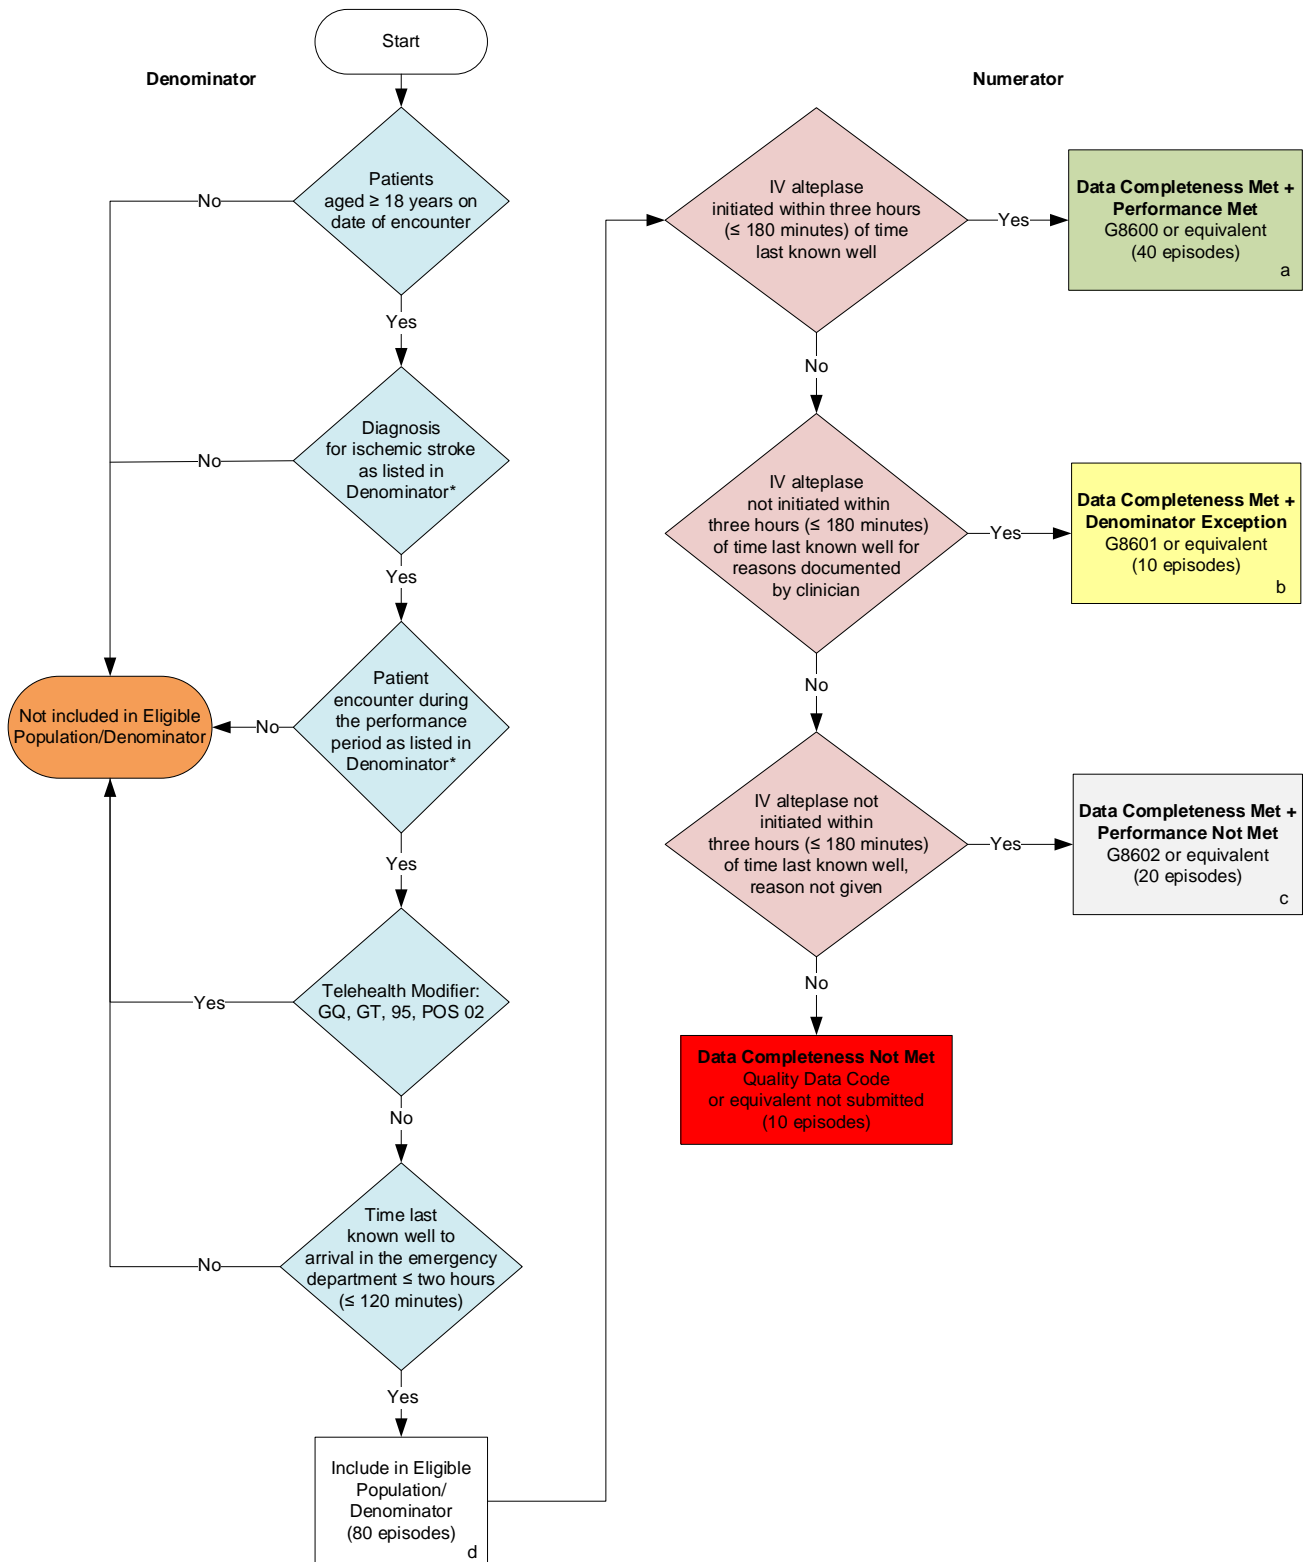 Start
Denominator
Patients
aged ≥ 18 years on
date of encounter
No
Yes
Diagnosis
for ischemic stroke
as listed in
Denominator*
No
Yes
Patient
encounter during
the performance
period as listed in
Denominator*
No
Not included in Eligible
Population/Denominator
Yes
Telehealth Modifier:
GQ, GT, 95, POS 02
Yes
No
Time last
known well to
arrival in the emergency
department ≤ two hours
(≤ 120 minutes)
No
Yes
Include in Eligible
Population/
Denominator
(80 episodes)
d
Numerator
IV alteplase
initiated within three hours
(≤ 180 minutes) of time
last known well
Yes
Data Completeness Met +
Performance Met
G8600 or equivalent
(40 episodes)
a
No
IV alteplase
not initiated within
three hours (≤ 180 minutes)
of time last known well for
reasons documented
by clinician
Yes
Data Completeness Met +
Denominator Exception
G8601 or equivalent
(10 episodes)
b
No
IV alteplase not
initiated within
three hours (≤ 180 minutes)
of time last known well,
reason not given
Yes
Data Completeness Met +
Performance Not Met
G8602 or equivalent
(20 episodes)
c
No
Data Completeness Not Met
Quality Data Code
or equivalent not submitted
(10 episodes)